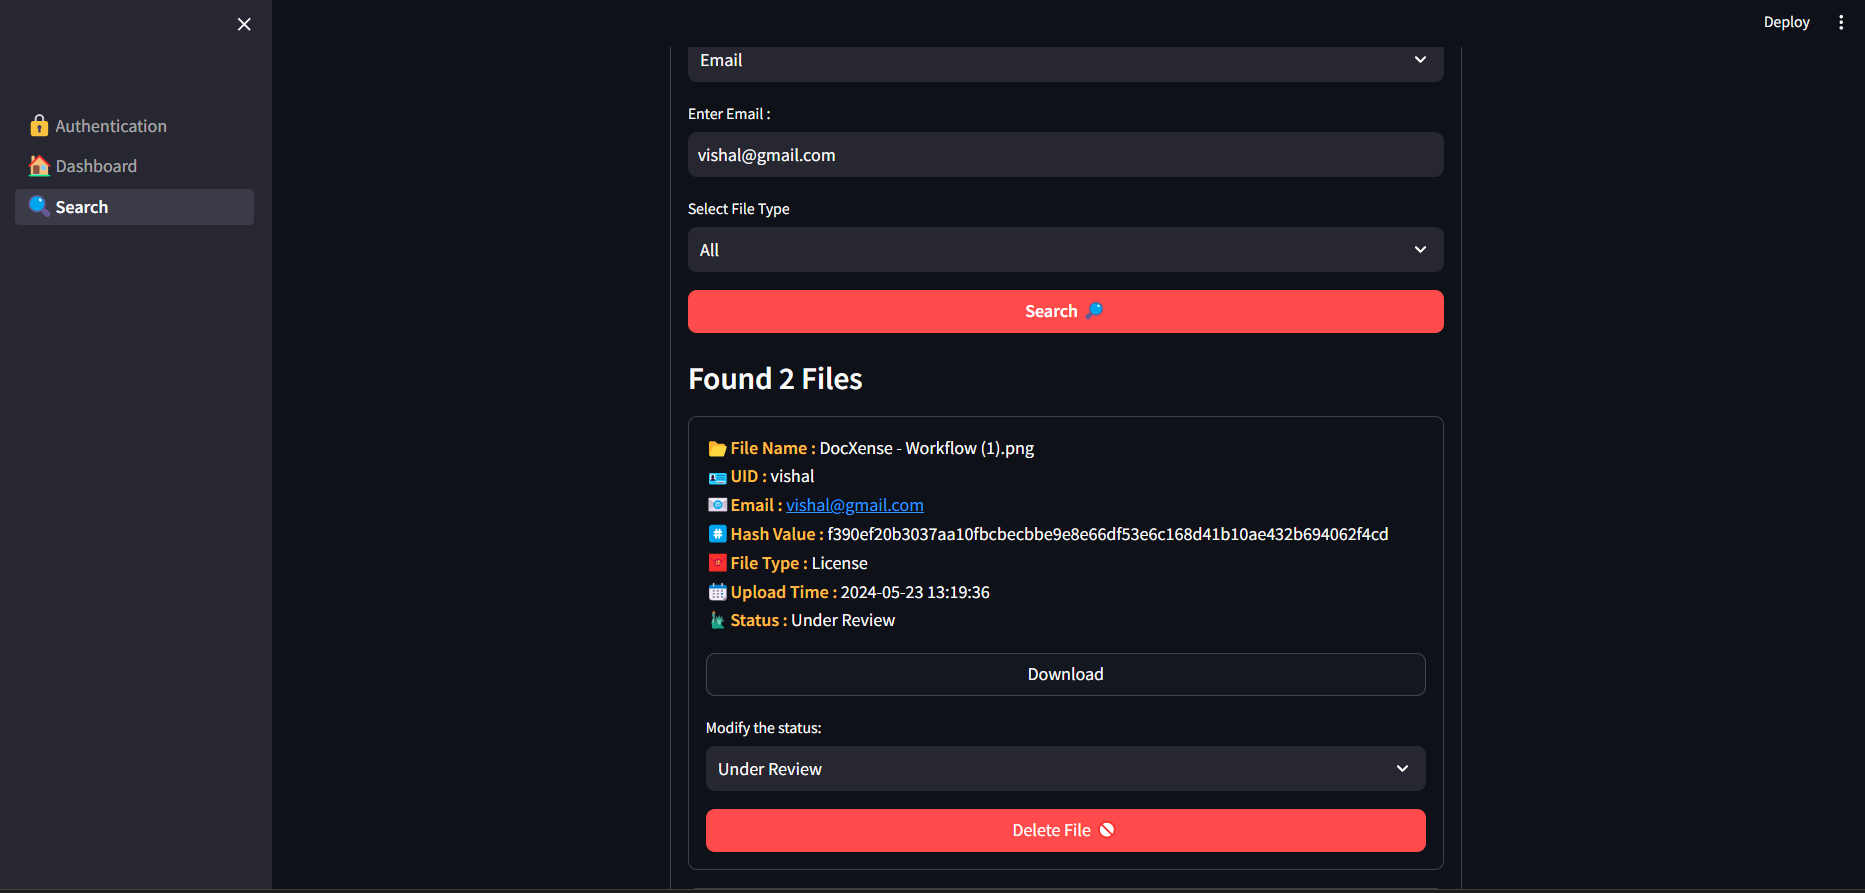 Deploy
Authentication
Dashboard
Search
Email
Enter Email :
vishal@gmail.com
Select File Type
All
Search
Found 2 Files
File Name : DocXense - Workflow (1).png
UID : vishal
Email : vishal@gmail.com
Hash Value : f390ef20b3037aa10fbcbecbbe9e8e66df53e6c168d41b10ae432b694062f4cd
File Type : License
Upload Time : 2024-05-23 13:19:36
Status : Under Review
Download
Modify the status:
Under Review
Delete File